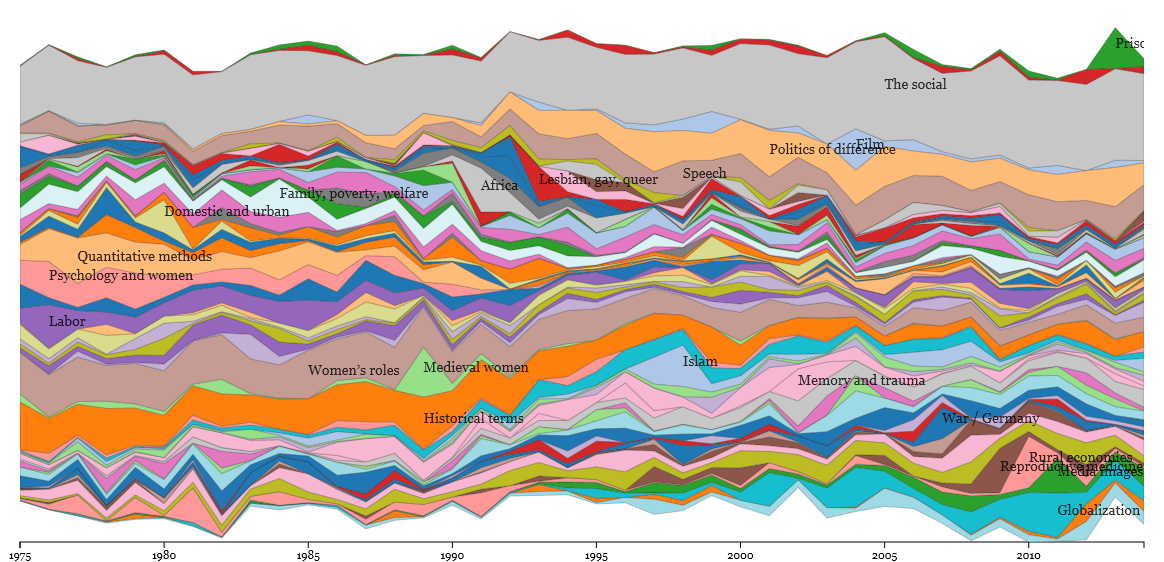 Prisc
The social
Politics of difference
Film
Lesbian, gay, queer
Speech
Africa
Family, poverty, welfare
Domestic and urban
Quantitative methods
Psychology and women
Labor
Islam
Women's roles
Medieval women
Memory and trauma
Historical terms
War / Germany
Rural economies
Reproductive medicine
Media images
Globalization
1975 1980 1985 1990 1995 2000 2005 2010